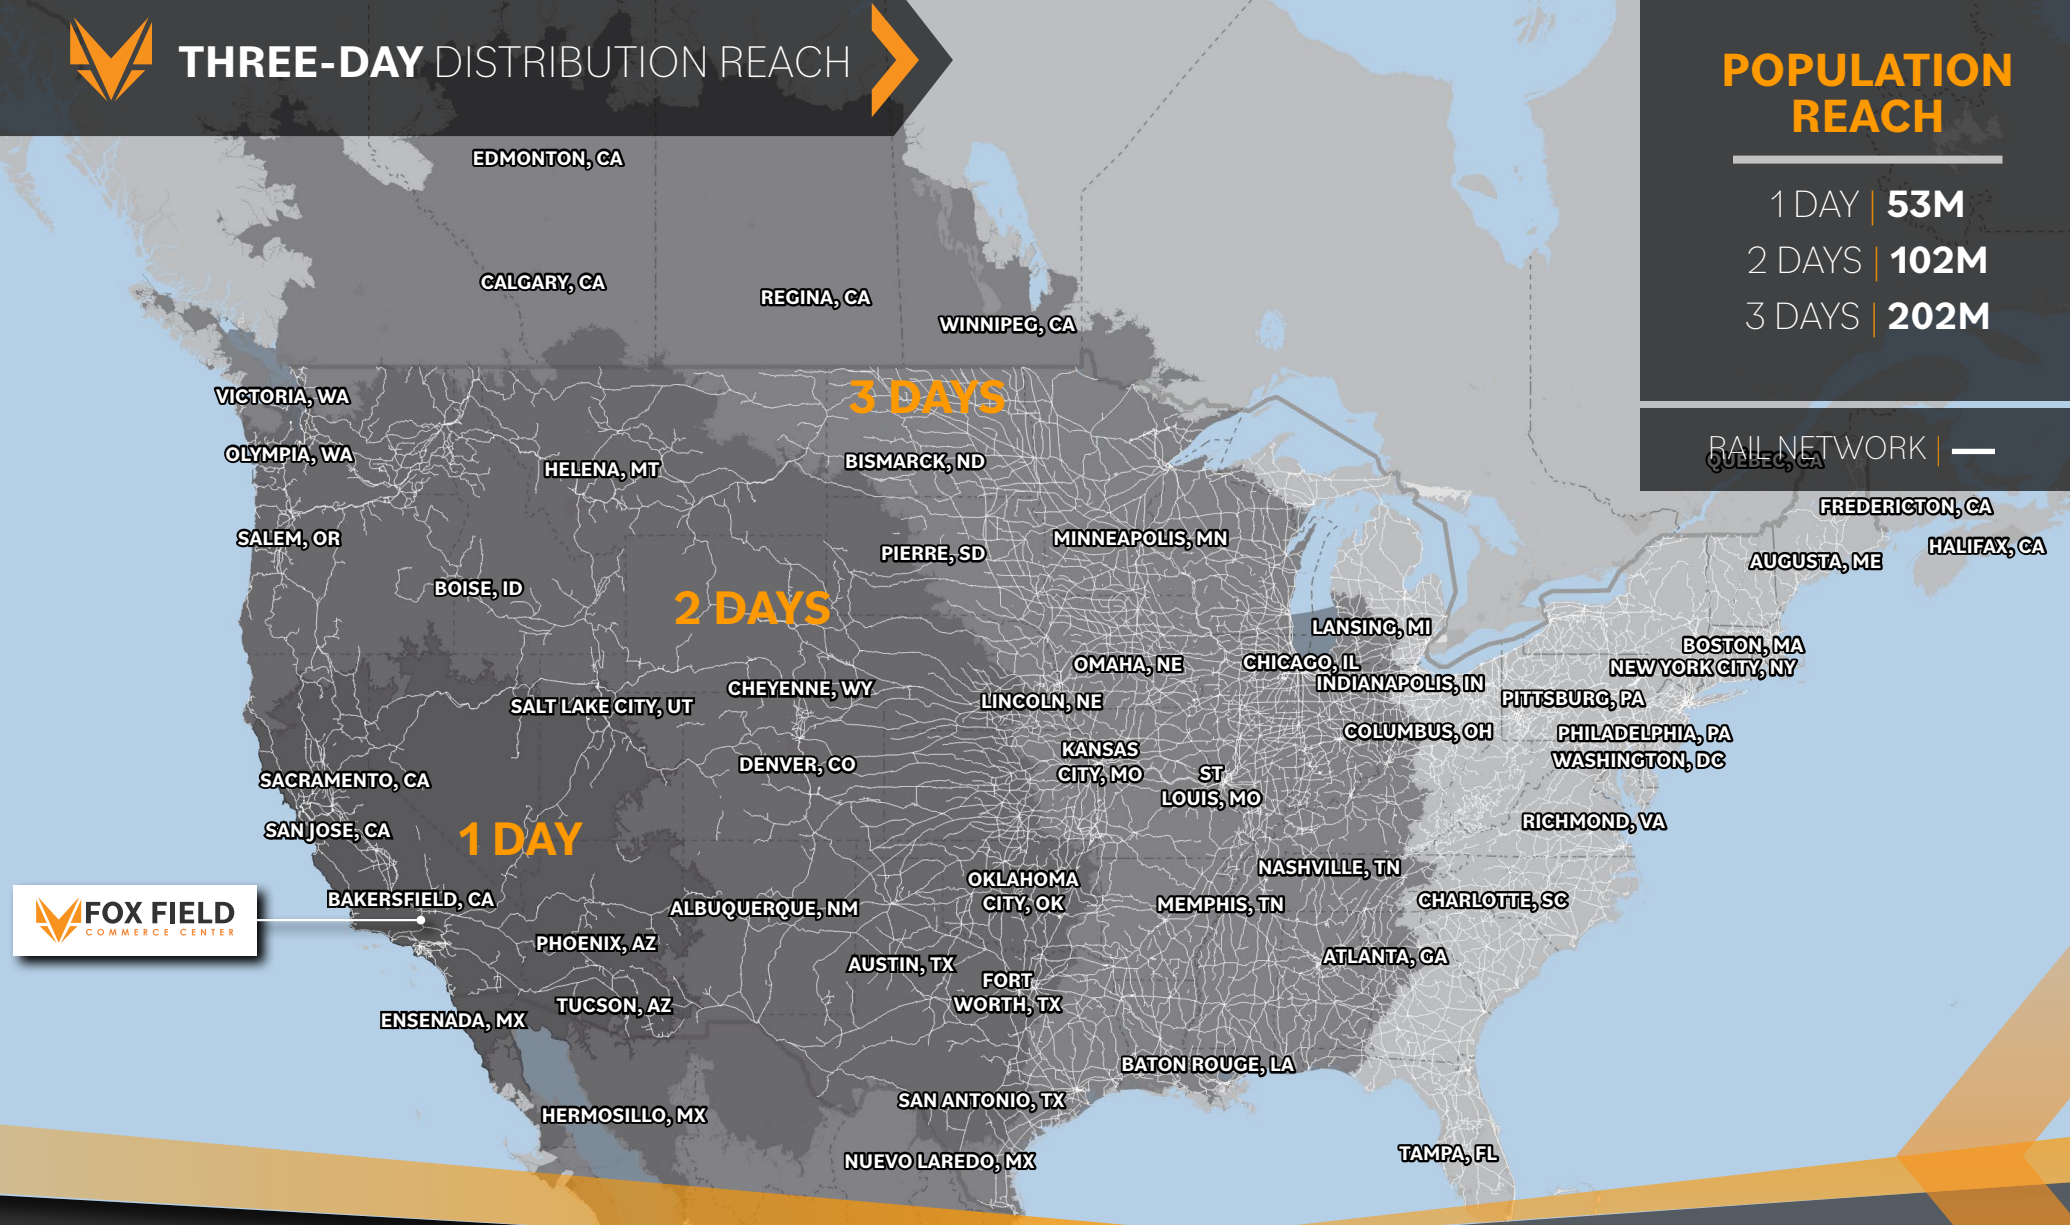 THREE-DAY DISTRIBUTION REACH
POPULATION
REACH
1 DAY | 53M
2 DAYS | 102M
3 DAYS | 202M
RAIL NETWORK |
QUEBEC, CA
EDMONTON, CA
CALGARY, CA
REGINA, CA
WINNIPEG, CA
3 DAYS
VICTORIA, WA
OLYMPIA, WA
HELENA, MT
BISMARCK, ND
FREDERICTON, CA
HALIFAX, CA
AUGUSTA, ME
SALEM, OR
BOISE, ID
PIERRE, SD
MINNEAPOLIS, MN
2 DAYS
LANSING, MI
BOSTON, MA
NEW YORK CITY, NY
OMAHA, NE
CHICAGO, IL
INDIANAPOLIS, IN
PITTSBURG, PA
SALT LAKE CITY, UT
CHEYENNE, WY
LINCOLN, NE
COLUMBUS, OH
PHILADELPHIA, PA
WASHINGTON, DC
SACRAMENTO, CA
DENVER, CO
KANSAS
CITY, MO
ST
LOUIS, MO
SAN JOSE, CA
1 DAY
RICHMOND, VA
NASHVILLE, TN
BAKERSFIELD, CA
ALBUQUERQUE, NM
OKLAHOMA
CITY, OK
MEMPHIS, TN
CHARLOTTE, SC
FOX FIELD
COMMERCE CENTER
PHOENIX, AZ
AUSTIN, TX
FORT
WORTH, TX
ATLANTA, GA
ENSENADA, MX
TUCSON, AZ
BATON ROUGE, LA
HERMOSILLO, MX
SAN ANTONIO, TX
NUEVO LAREDO, MX
TAMPA, FL